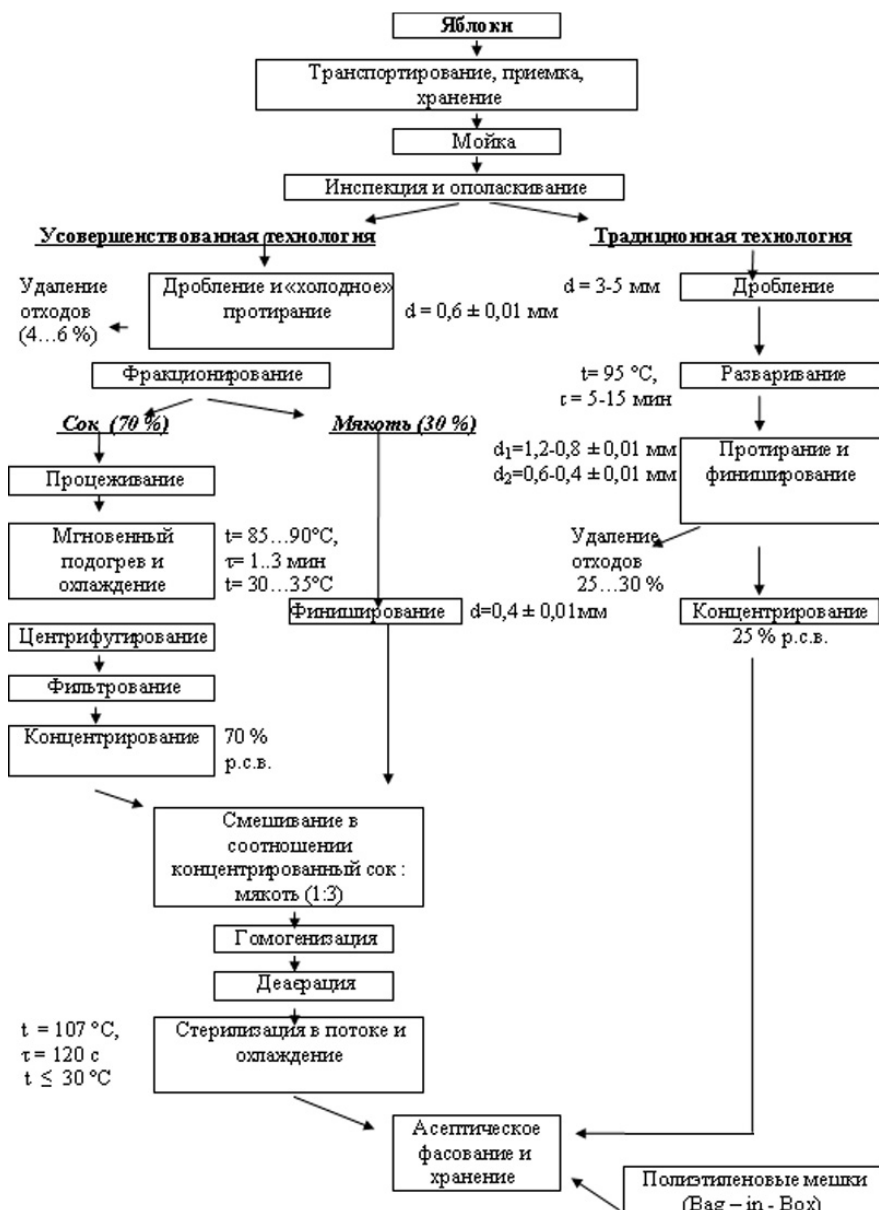 Яблоки
Транспортирование, приемка,
хранение
Мойка
Инспекция и ополаскивание
Усовершенствованная технология
Традиционная технология
Удаление
отходов
(4…6 %)
Дробление и «холодное»
протирание
d = 0,6 ± 0,01 мм
d = 3-5 мм
Дробление
Фракционирование
t= 95 °C,
τ = 5-15 мин
Разваривание
Сок (70 %)
Мякоть (30 %)
d1=1,2-0,8 ± 0,01 мм
d2=0,6-0,4 ± 0,01 мм
Протирание и
финиширование
Процеживание
Мгновенный
подогрев и
охлаждение
t= 85…90°C,
τ= 1..3 мин
t= 30…35°C
Удаление
отходов
25…30 %
Финиширование
d=0,4 ± 0,01мм
Концентрирование
25 % р.с.в.
Центрифугирование
Фильтрование
Концентрирование
70 %
р.с.в.
Смешивание в
соотношении
концентрированный сок :
мякоть (1:3)
Гомогенизация
Деаерация
t = 107 °C,
τ = 120 с
t ≤ 30 °C
Стерилизация в потоке и
охлаждение
Асептическое
фасование и
хранение
Полиэтиленовые мешки
(Bag – in - Box)